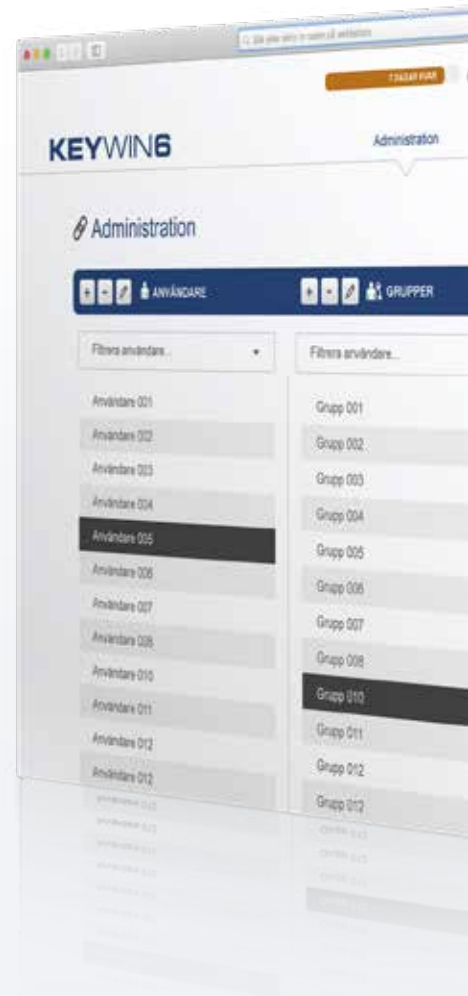 7 DAGAR KVAR
KEYWIN6
Administration
Administration
ANVÄNDARE
GRUPPER
Filtrera användare...
Filtrera användare...
Användare 001
Grupp 001
Användare 002
Grupp 002
Användare 003
Grupp 003
Användare 004
Grupp 004
Användare 005
Grupp 005
Användare 006
Grupp 006
Användare 007
Grupp 007
Användare 008
Grupp 008
Användare 010
Grupp 010
Användare 011
Grupp 011
Användare 012
Grupp 012
Användare 012
Grupp 012